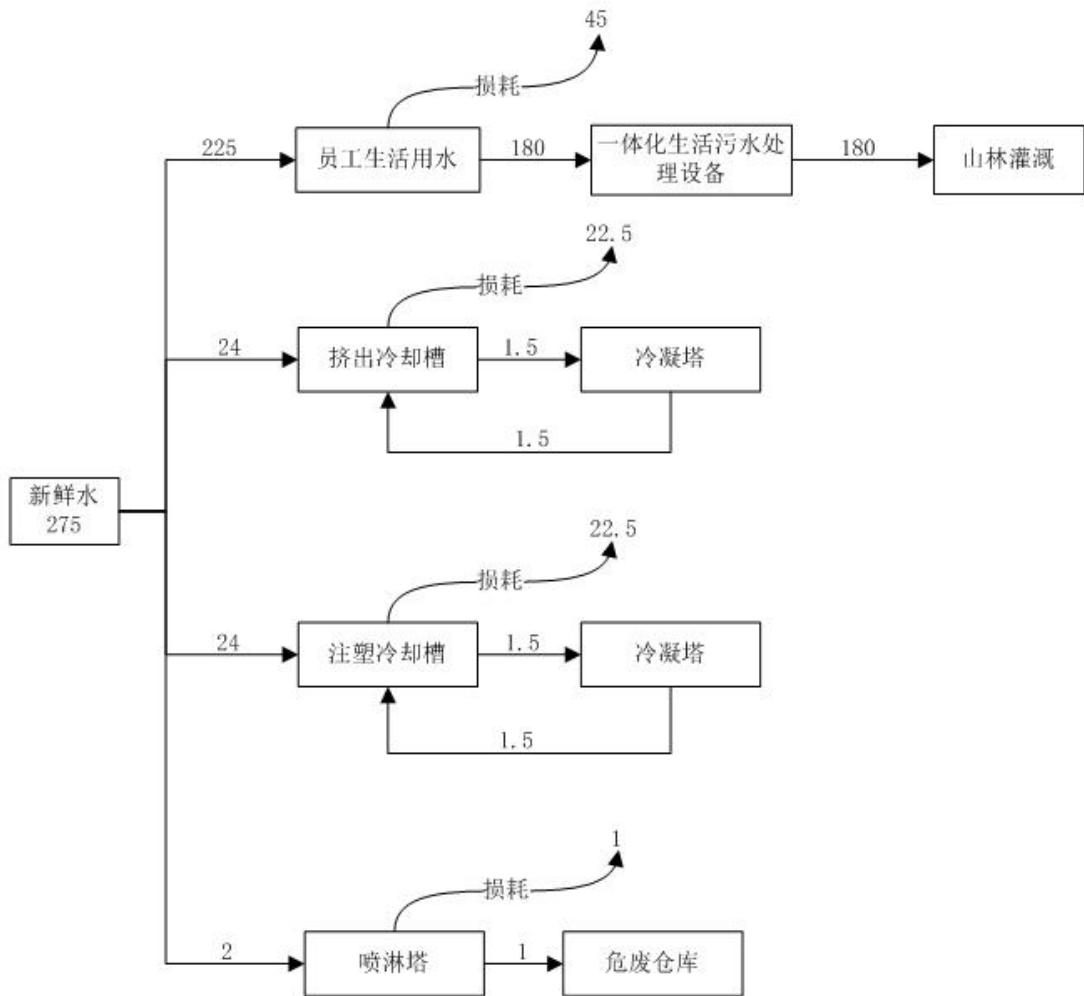 45
损耗
225
员工生活用水
180
一体化生活污水处
理设备
180
山林灌溉
22.5
损耗
24
挤出冷却槽
1.5
冷凝塔
1.5
新鲜水
275
22.5
损耗
24
注塑冷却槽
1.5
冷凝塔
1.5
1
损耗
2
喷淋塔
1
危废仓库